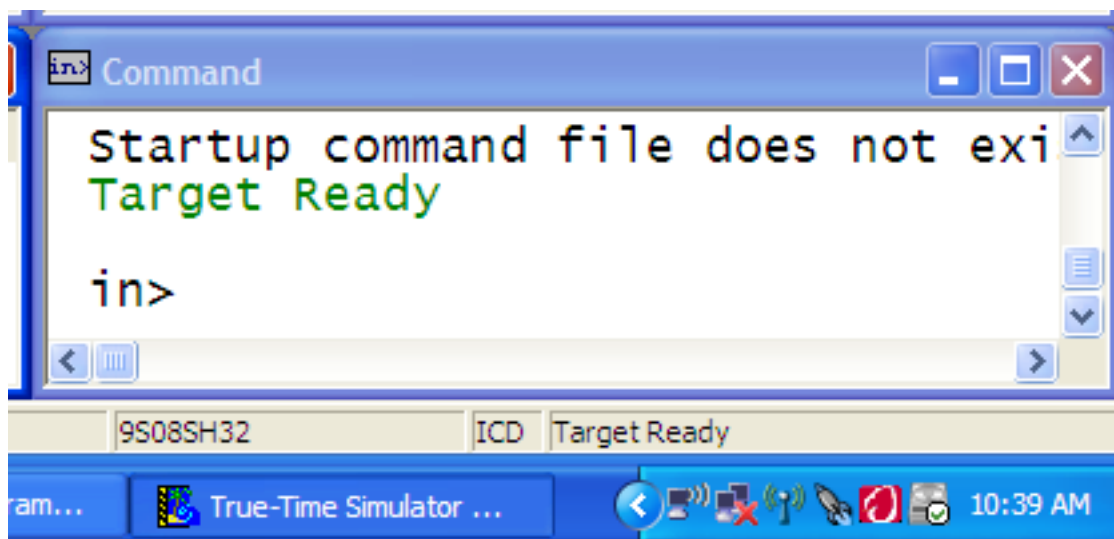 in> Command
Startup command file does not exi
Target Ready
in>
9S08SH32 ICD Target Ready
ram... True-Time Simulator ... 10:39 AM